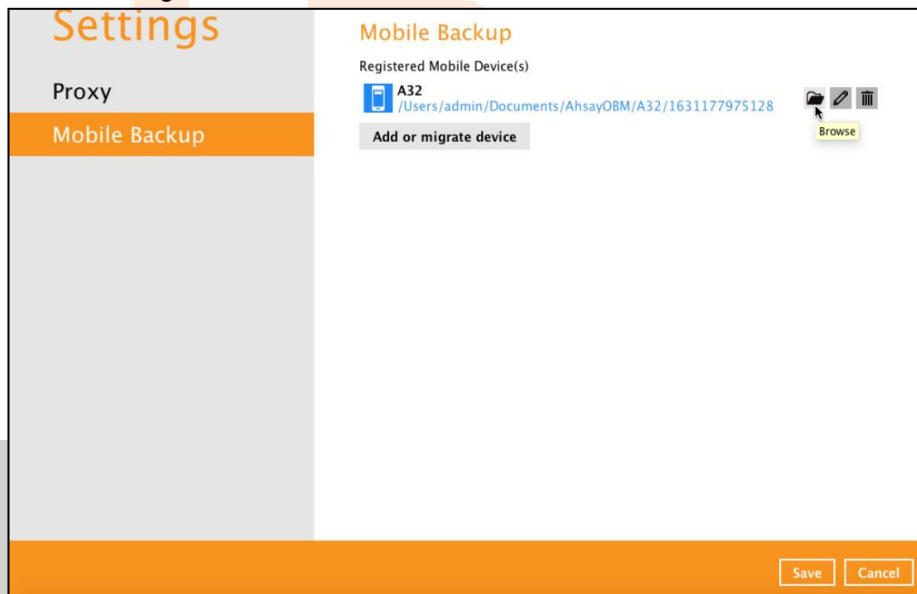 Settings
Proxy
Mobile Backup
Mobile Backup
Registered Mobile Device(s)
A32
/Users/admin/Documents/AhsayOBM/A32/1631177975128
Browse
Add or migrate device
Save
Cancel